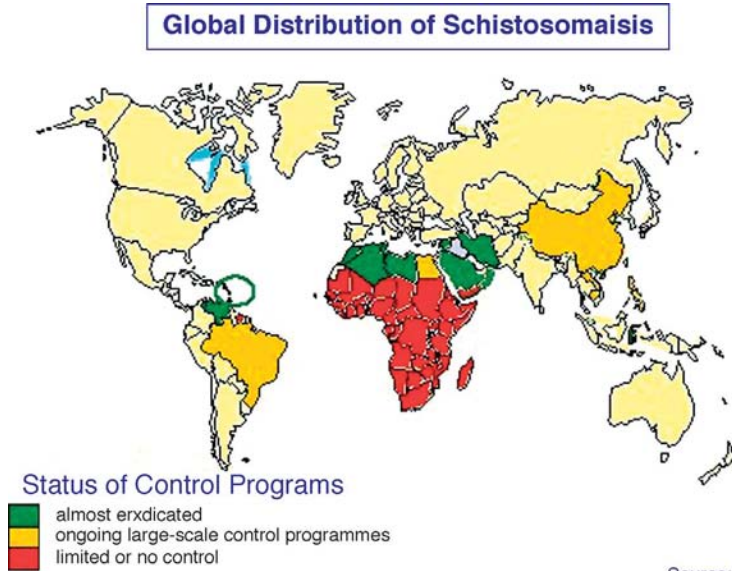 Global Distribution of Schistosomaisis
Status of Control Programs
almost erxdicated
ongoing large-scale control programmes
limited or no control